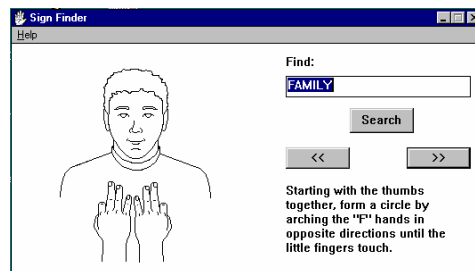 Sign Finder
Help
Find:
FAMILY
Search
<<
>>
Starting with the thumbs
together, form a circle by
arching the "F" hands in
opposite directions until the
little fingers touch.